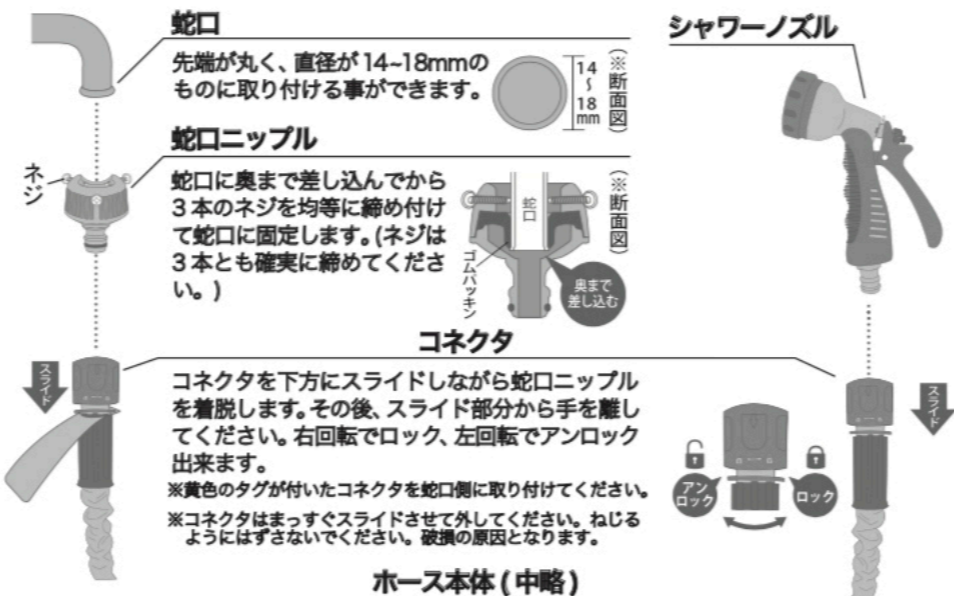 蛇口
先端が丸く、直径が14~18mmの
ものに取り付ける事ができます。
14
〜
18
mm
(※断面図)
蛇口ニップル
ネジ
蛇口に奥まで差し込んでから
3本のネジを均等に締め付け
て蛇口に固定します。(ネジは
3本とも確実に締めてくださ
い。)
蛇口
ゴムパッキン
奥まで
差し込む
(※断面図)
シャワーノズル
コネクタ
スライド
コネクタを下方にスライドしながら蛇口ニップル
を着脱します。その後、スライド部分から手を離し
てください。右回転でロック、左回転でアンロック
出来ます。
※黄色のタグが付いたコネクタを蛇口側に取り付けてください。
※コネクタはまっすぐスライドさせて外してください。ねじる
ようにはずさないでください。破損の原因となります。
アン
ロック
ロック
スライド
ホース本体(中略)